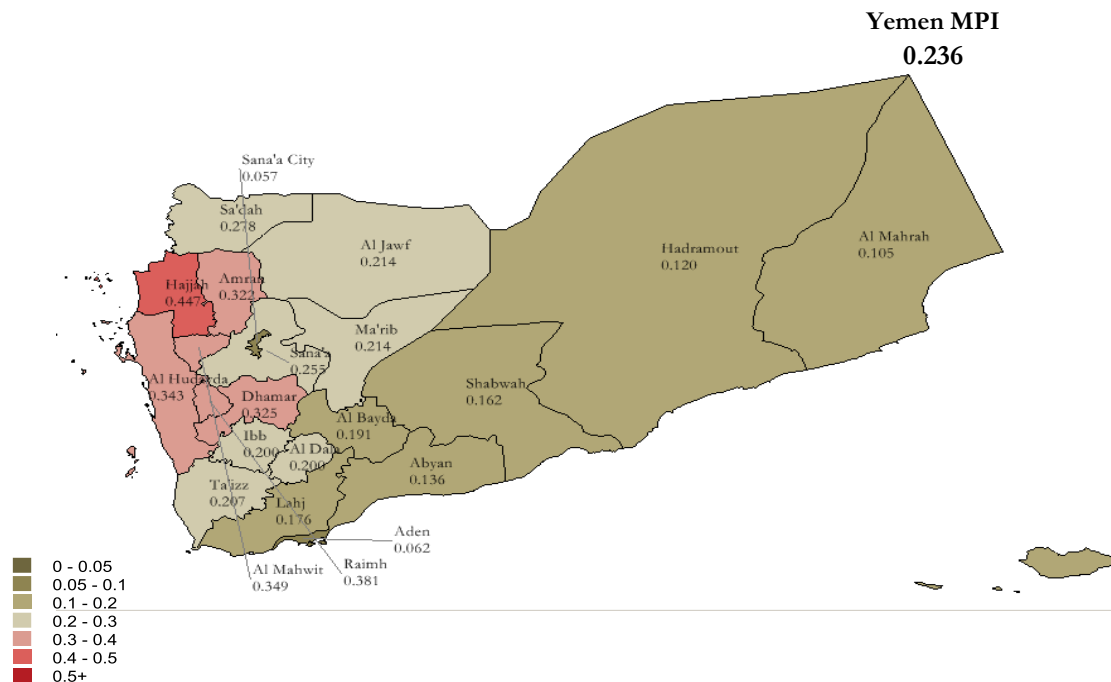 Yemen MPI
0.236
Sana'a City
0.057
Sa'dah
0.278
Al Jawf
0.214
Hadramout
0.120
Al Mahrah
0.105
Hajjah
0.447
Amran
0.322
Ma'rib
0.214
Sana'a
0.255
Al Hudayda
0.343
Dhamar
0.325
Shabwah
0.162
Al Bayda
0.191
Ibb
0.200
Al Dale
0.200
Abyan
0.136
Ta'izz
0.207
Lahj
0.176
Aden
0.062
Raimh
0.381
Al Mahwit
0.349
0 - 0.05
0.05 - 0.1
0.1 - 0.2
0.2 - 0.3
0.3 - 0.4
0.4 - 0.5
0.5+